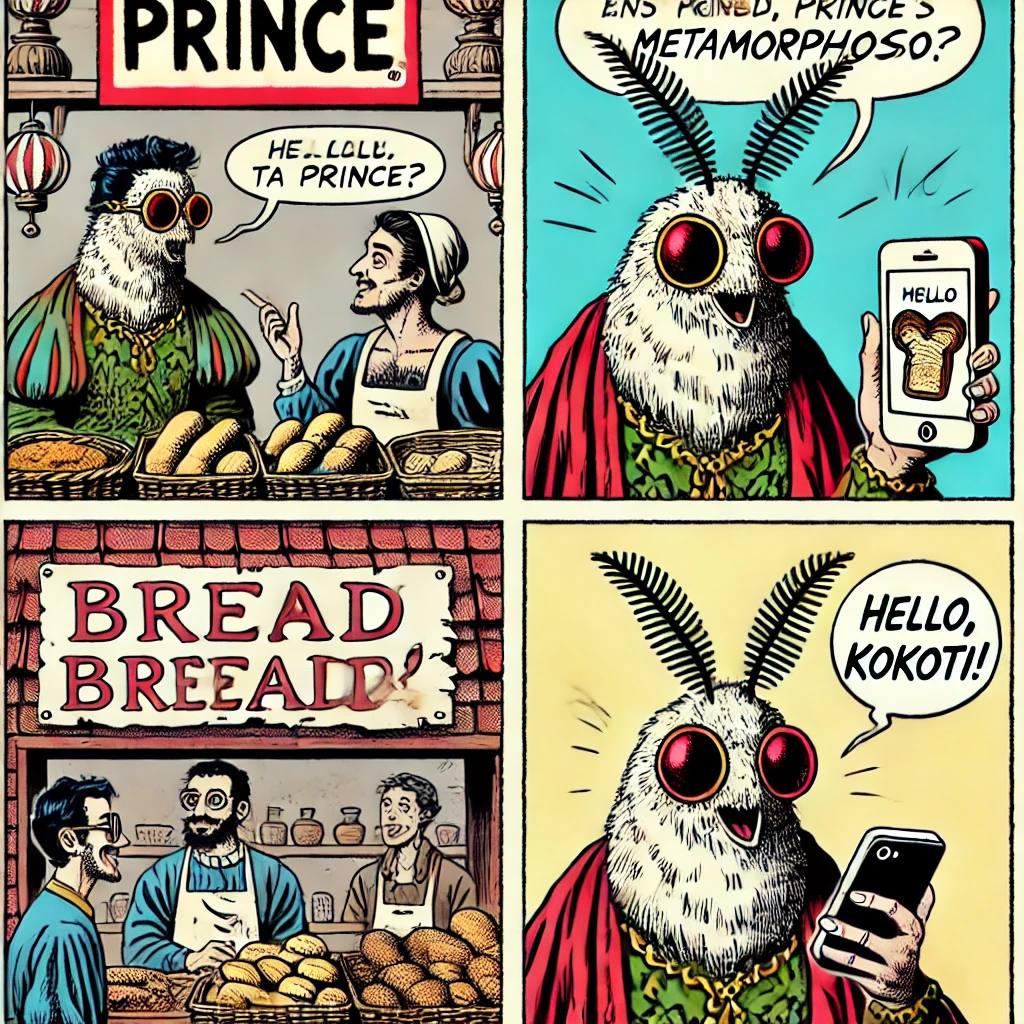 PRINCE
TA PRINCE?
PRINCE'S
METAMORPHOSO?
HELLO
BREAD
HELLO,
KOKOTI!